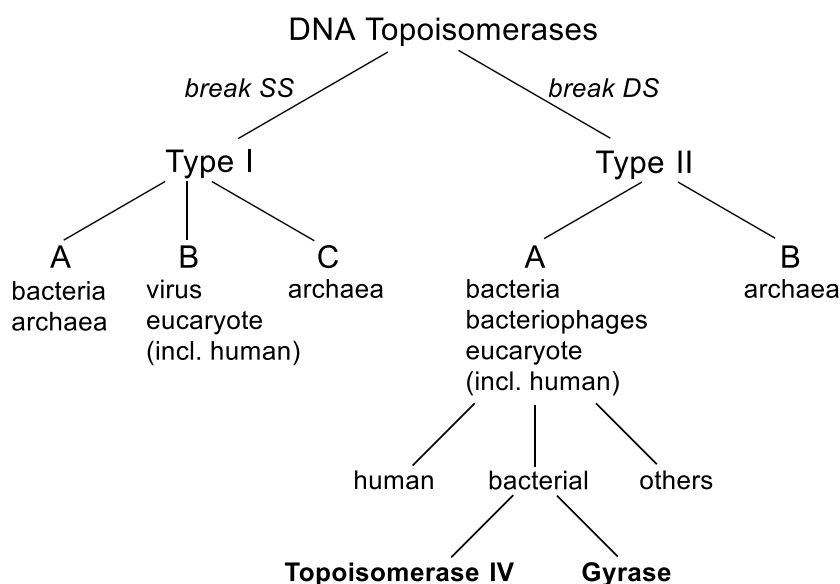 DNA Topoisomerases
break SS
break DS
Type I
Type II
A
B
C
A
B
bacteria
archaea
virus
eucaryote
(incl. human)
archaea
bacteria
bacteriophages
eucaryote
(incl. human)
archaea
human
bacterial
others
Topoisomerase IV
Gyrase